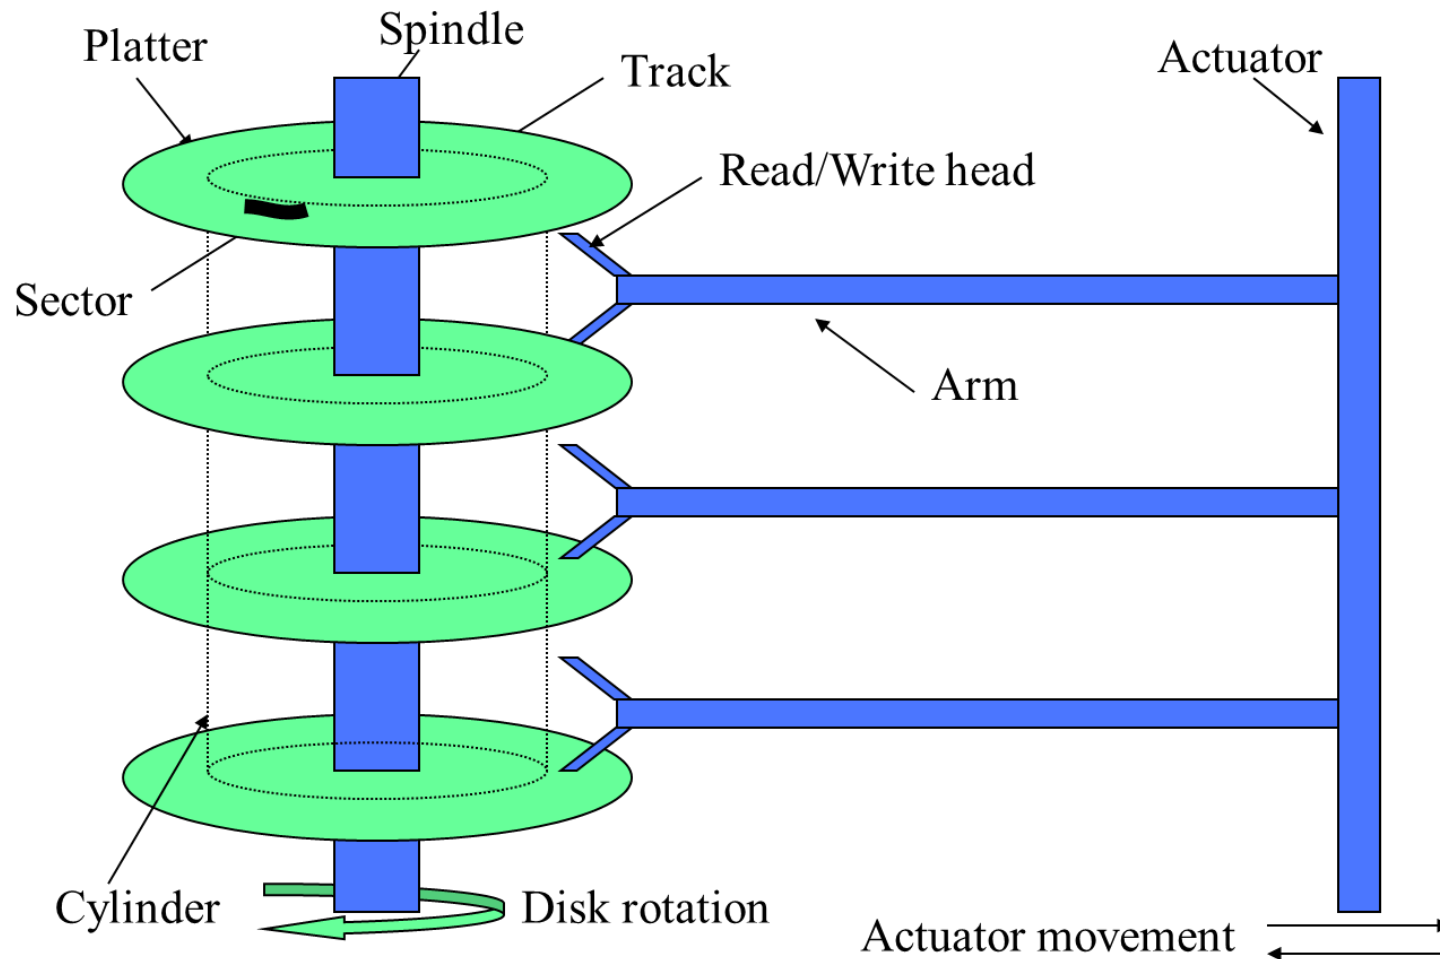 Spindle
Platter
Track
Actuator
Read/Write head
Sector
Arm
Cylinder
Disk rotation
Actuator movement